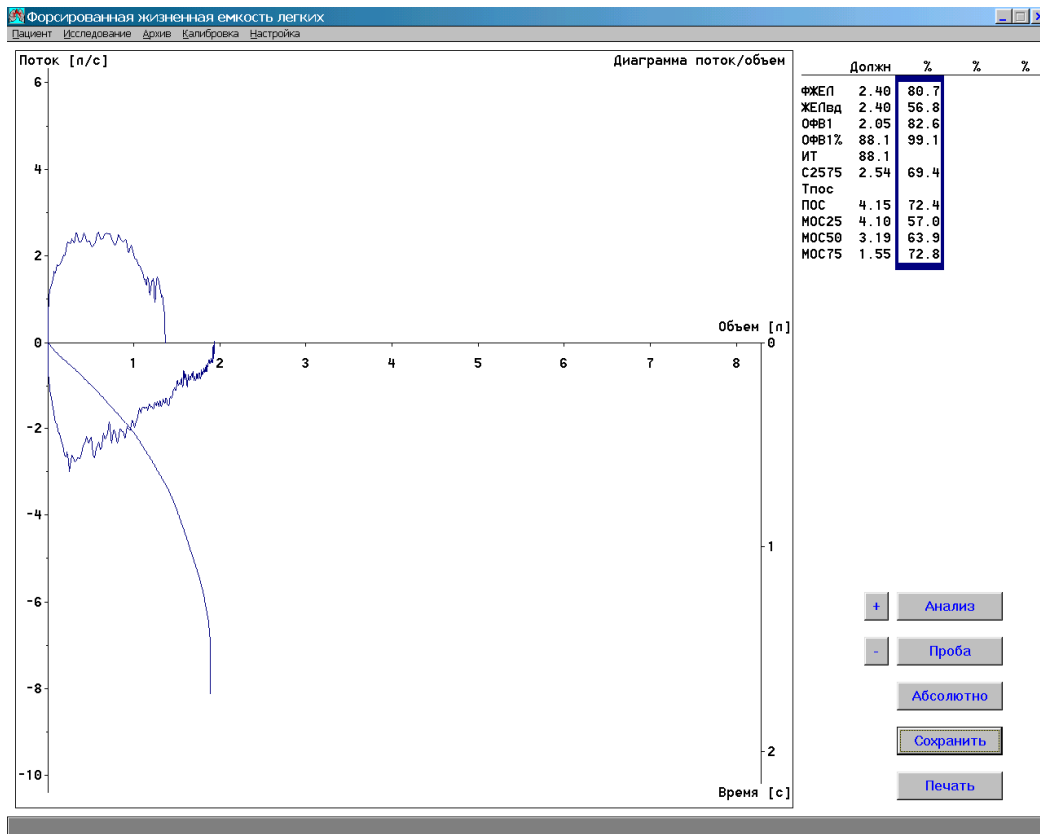 Форсированная жизненная емкость легких
Пациент Исследование Архив Калибровка Настройка
Поток [л/с] Диаграмма поток/объем
Должн % % %
ФЖЕЛ 2.40 80.7
ЖЕЛвд 2.40 56.8
ОФВ1 2.05 82.6
ОФВ1% 88.1 99.1
ИТ 88.1
С2575 2.54 69.4
Тпос
ПОС 4.15 72.4
МОС25 4.10 57.0
МОС50 3.19 63.9
МОС75 1.55 72.8
6
4
2
Объем [л]
0 0
1 2 3 4 5 6 7 8
-2
-4
-1
-6
-8
-2
-10
Время [с]
+ Анализ
- Проба
Абсолютно
Сохранить
Печать